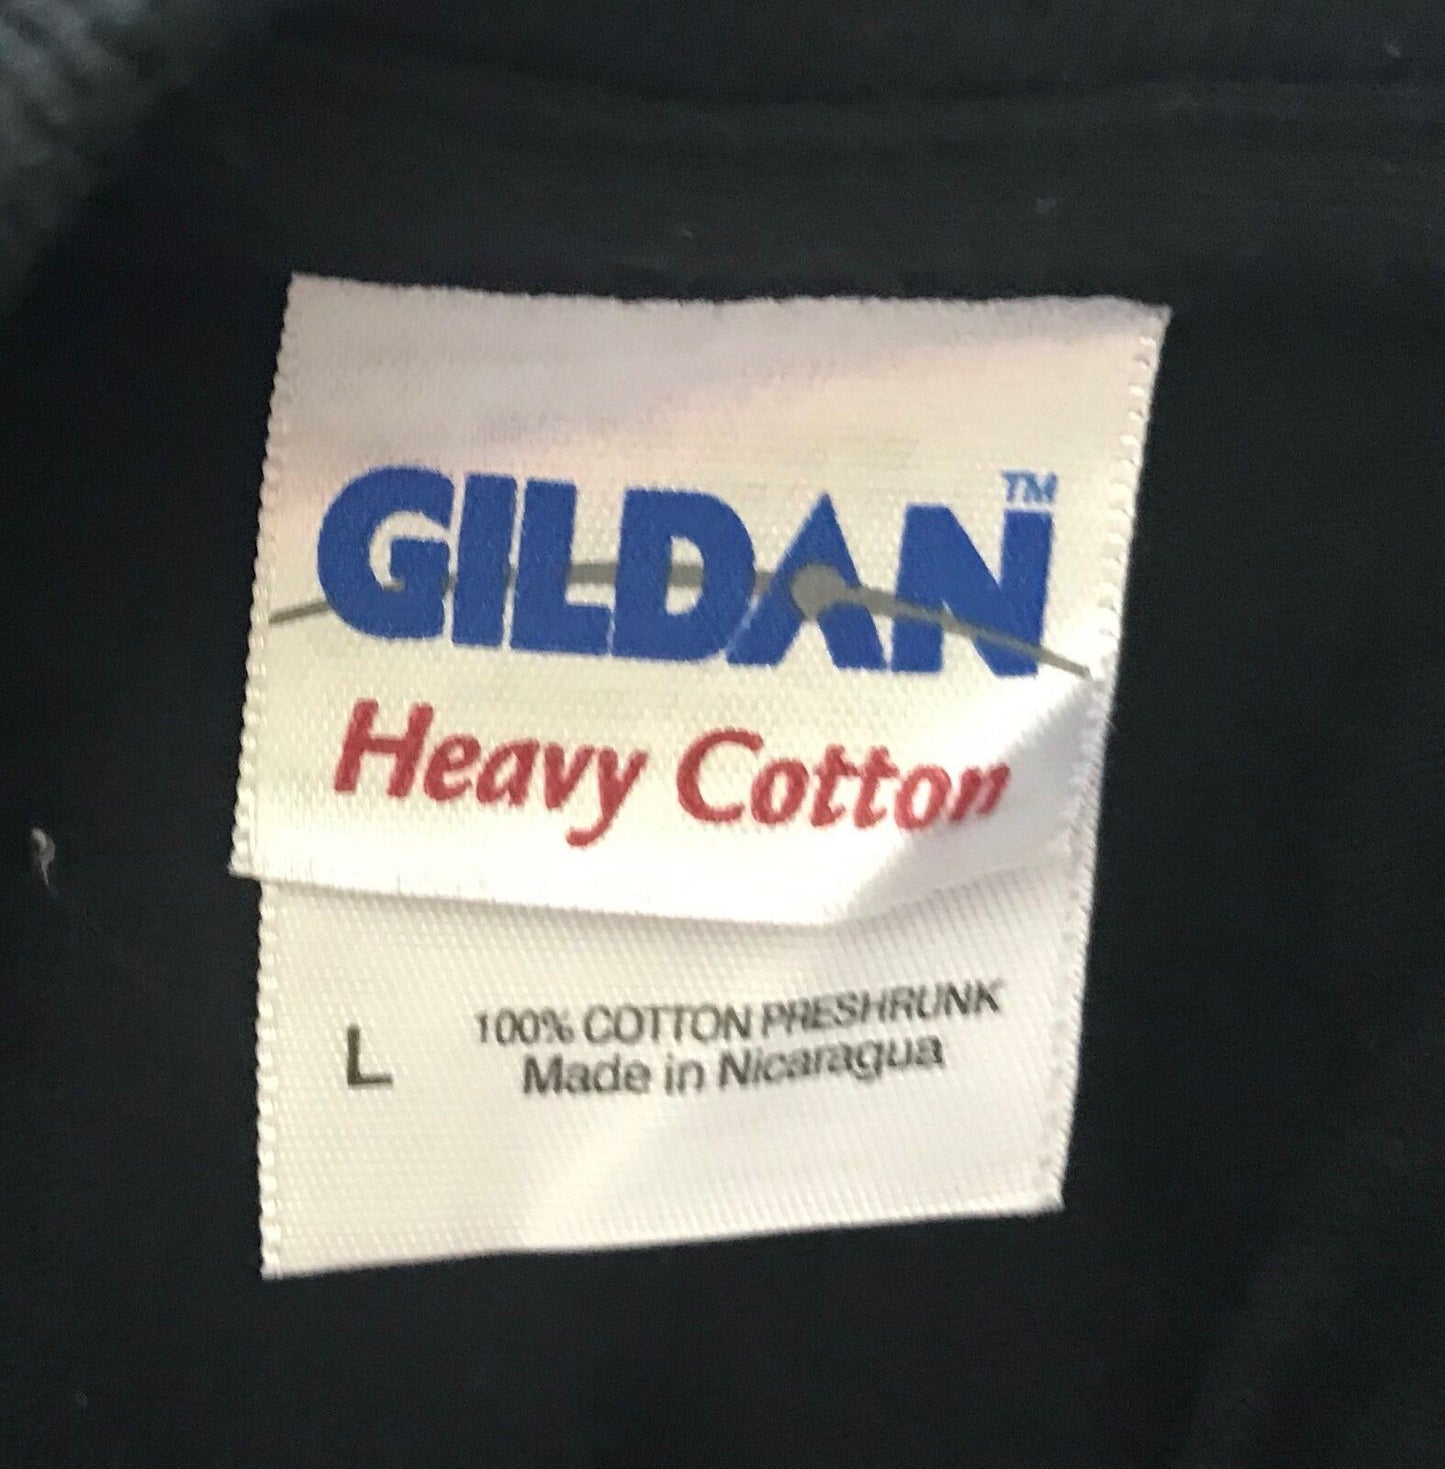 GILDAN™
Heavy Cotton
L
100% COTTON PRESHRUNK
Made in Nicaragua